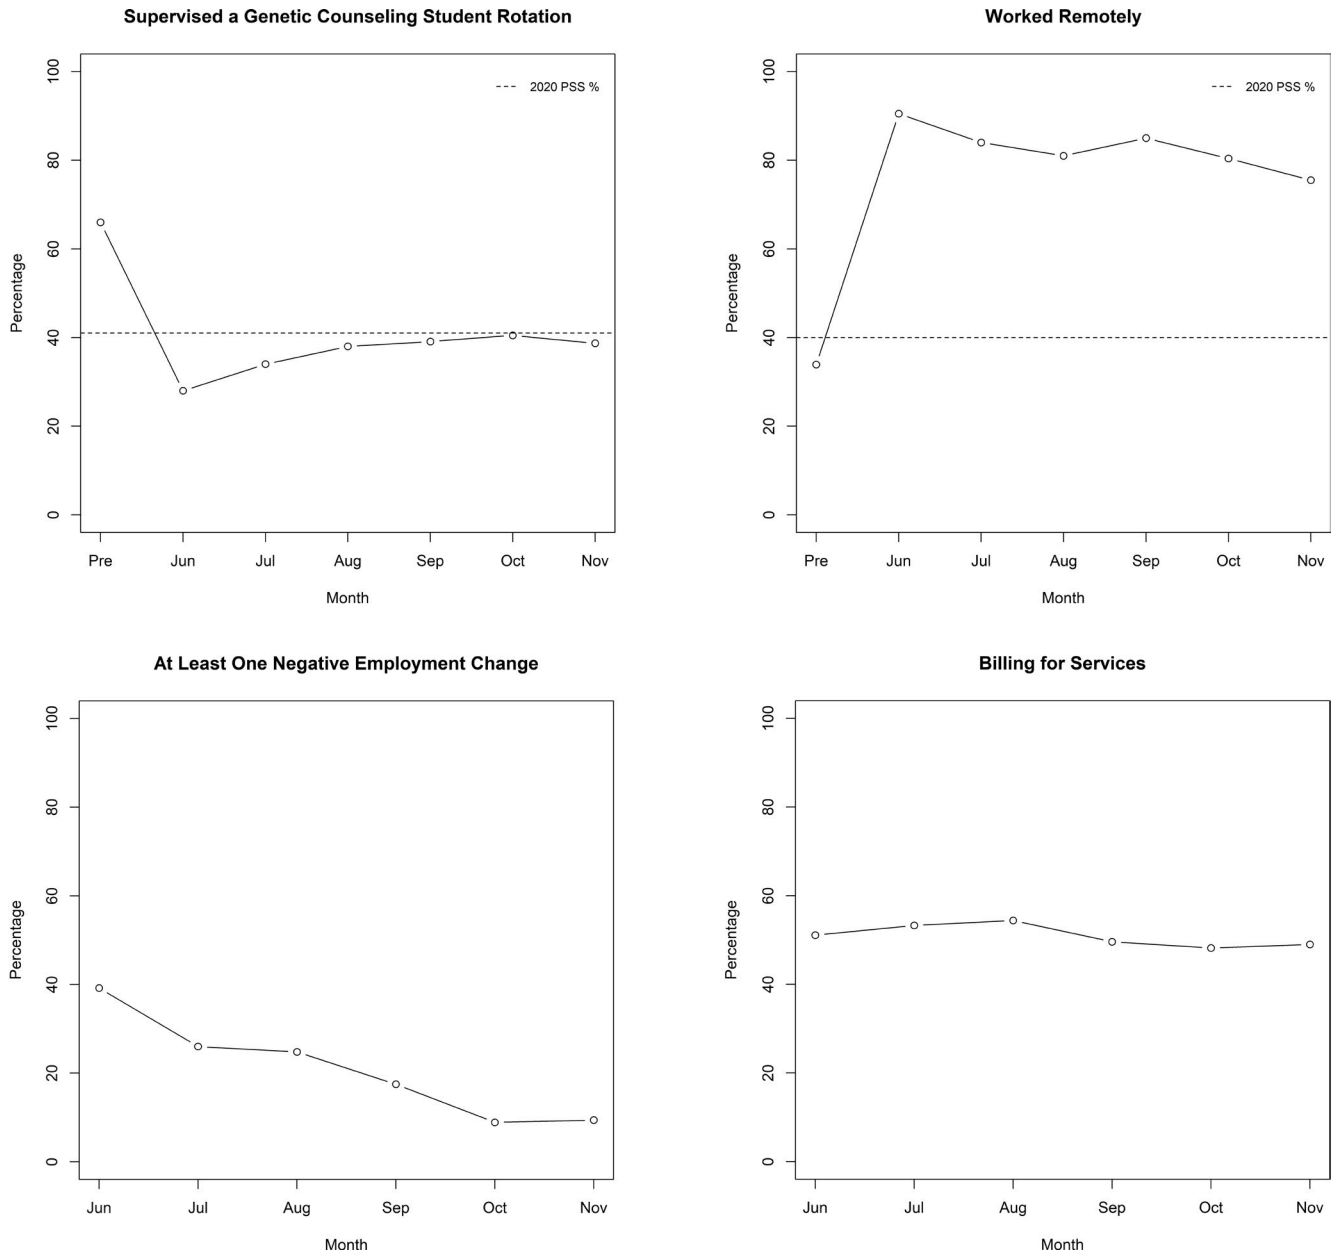 Supervised a Genetic Counseling Student Rotation
2020 PSS %
Percentage
100
80
60
40
20
0
Pre Jun Jul Aug Sep Oct Nov
Month
Worked Remotely
2020 PSS %
Percentage
100
80
60
40
20
0
Pre Jun Jul Aug Sep Oct Nov
Month
At Least One Negative Employment Change
Percentage
100
80
60
40
20
0
Jun Jul Aug Sep Oct Nov
Month
Billing for Services
Percentage
100
80
60
40
20
0
Jun Jul Aug Sep Oct Nov
Month